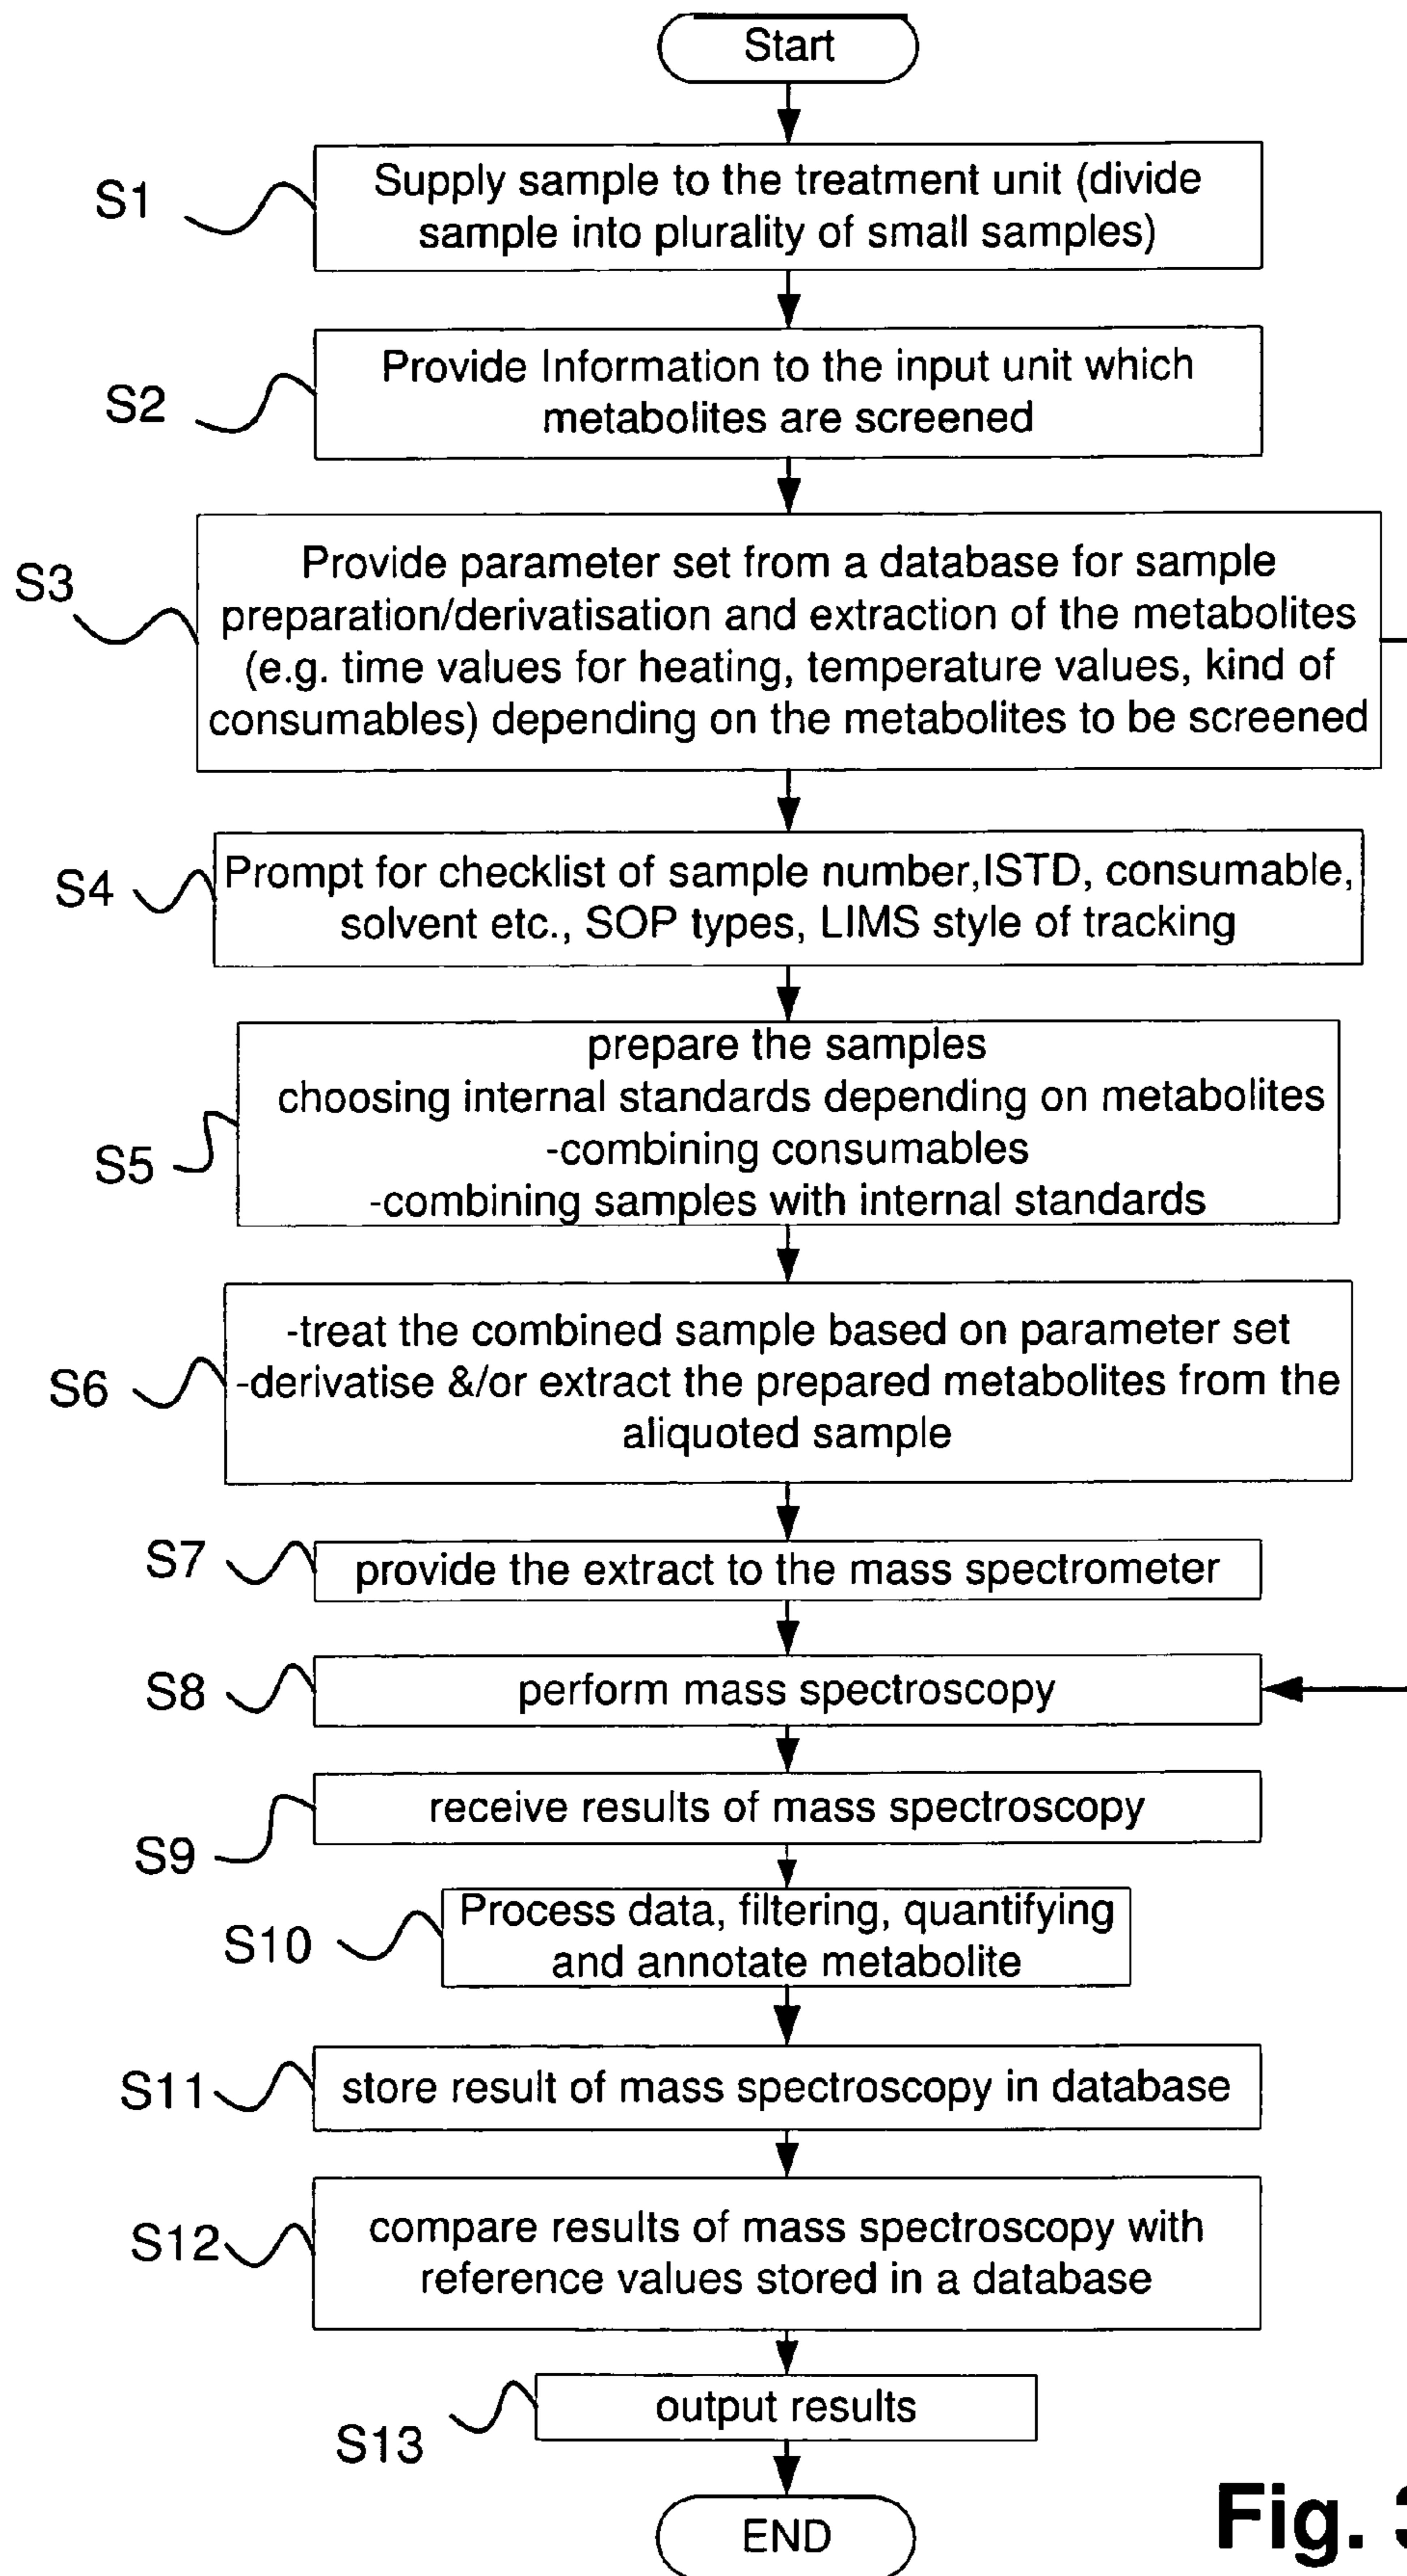 Start
S1
Supply sample to the treatment unit (divide
sample into plurality of small samples)
S2
Provide Information to the input unit which
metabolites are screened
S3
Provide parameter set from a database for sample
preparation/derivatisation and extraction of the metabolites
(e.g. time values for heating, temperature values, kind of
consumables) depending on the metabolites to be screened
S4
Prompt for checklist of sample number,ISTD, consumable,
solvent etc., SOP types, LIMS style of tracking
S5
prepare the samples
choosing internal standards depending on metabolites
-combining consumables
-combining samples with internal standards
S6
-treat the combined sample based on parameter set
-derivatise &/or extract the prepared metabolites from the
aliquoted sample
S7
provide the extract to the mass spectrometer
S8
perform mass spectroscopy
S9
receive results of mass spectroscopy
S10
Process data, filtering, quantifying
and annotate metabolite
S11
store result of mass spectroscopy in database
S12
compare results of mass spectroscopy with
reference values stored in a database
S13
output results
END
Fig. 3